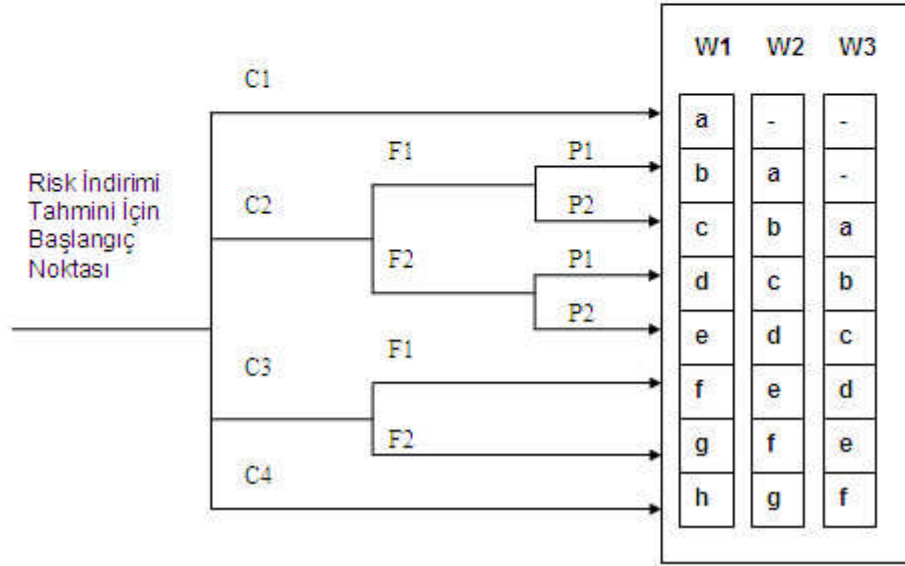 W1 W2 W3
C1
a - -
F1 P1
b a -
Risk İndirimi
Tahmini İçin
Başlangıç
Noktası
C2
P2
c b a
F2 P1
d c b
P2
e d c
C3 F1
f e d
F2
g f e
C4
h g f